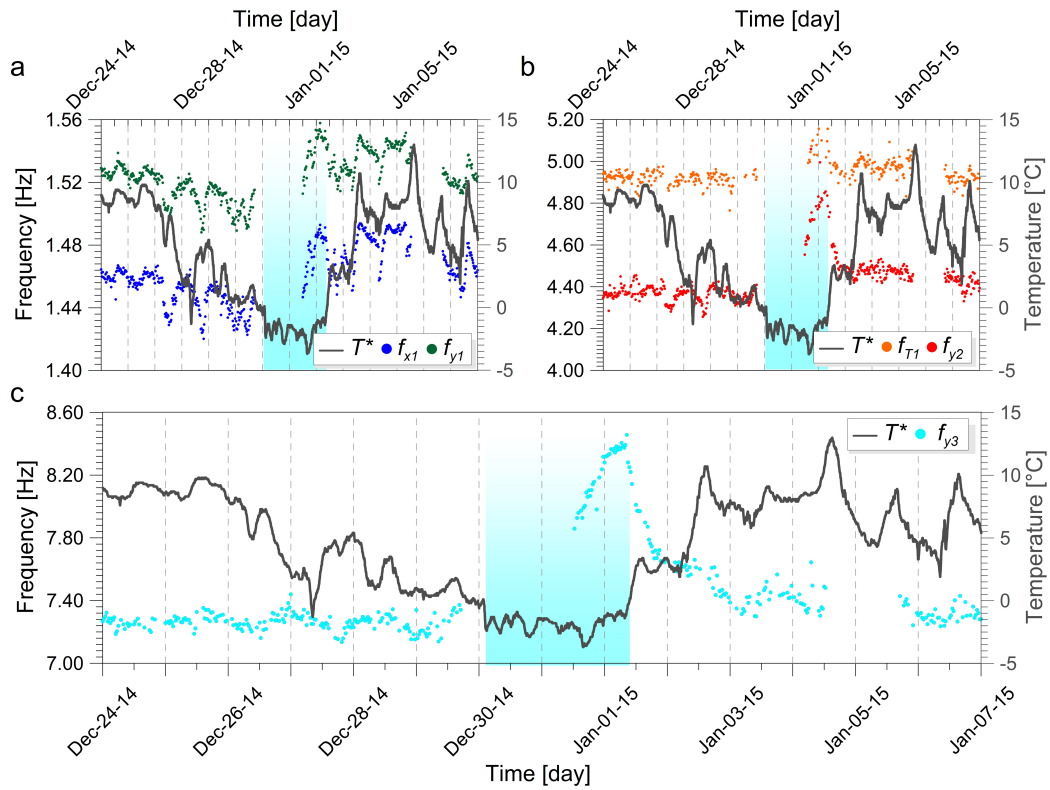 Time [day]
Time [day]
a
b
Dec-24-14
Dec-28-14
Jan-01-15
Jan-05-15
Dec-24-14
Dec-28-14
Jan-01-15
Jan-05-15
1.56
1.52
1.48
1.44
1.40
Frequency [Hz]
15
10
5
0
-5
T* fx1 fy1
5.20
5.00
4.80
4.60
4.40
4.20
4.00
15
10
5
0
-5
Temperature [°C]
T* fT1 fy2
c
8.60
8.20
7.80
7.40
7.00
Frequency [Hz]
15
10
5
0
-5
Temperature [°C]
T* fy3
Dec-24-14
Dec-26-14
Dec-28-14
Dec-30-14
Jan-01-15
Jan-03-15
Jan-05-15
Jan-07-15
Time [day]